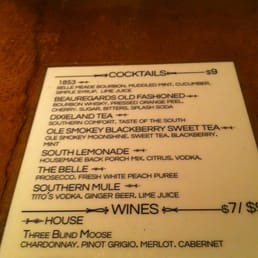 COCKTAILS $9
1853
BELLE MEADE BOURBON, MUDDLED MINT, CUCUMBER,
SIMPLE SYRUP, LIME JUICE
BEAUREGARDS OLD FASHIONED
BOURBON WHISKY, PRESSED ORANGE PEEL,
CHERRY, SUGAR, BITTERS, SPLASH SODA
DIXIELAND TEA
SOUTHERN COMFORT, TASTE OF THE SOUTH
OLE SMOKEY BLACKBERRY SWEET TEA
OLE SMOKEY MOONSHINE, SWEET TEA, BLACKBERRY,
MINT
SOUTH LEMONADE
HOUSEMADE BACK PORCH MIX, CITRUS, VODKA,
THE BELLE
PROSECCO, FRESH WHITE PEACH PUREE
SOUTHERN MULE
TITO'S VODKA, GINGER BEER, LIME JUICE
WINES $7/ $9
HOUSE
THREE BLIND MOOSE
CHARDONNAY, PINOT GRIGIO, MERLOT, CABERNET